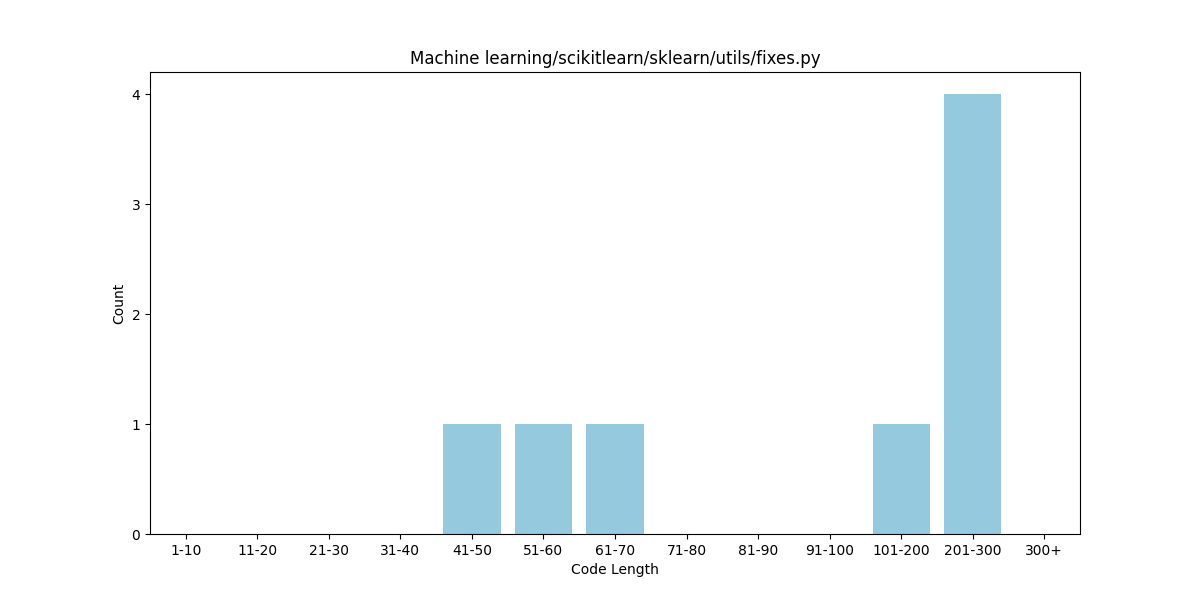 Machine learning/scikitlearn/sklearn/utils/fixes.py
4
3
2
1
0
Count
1-10 11-20 21-30 31-40 41-50 51-60 61-70 71-80 81-90 91-100 101-200 201-300 300+
Code Length